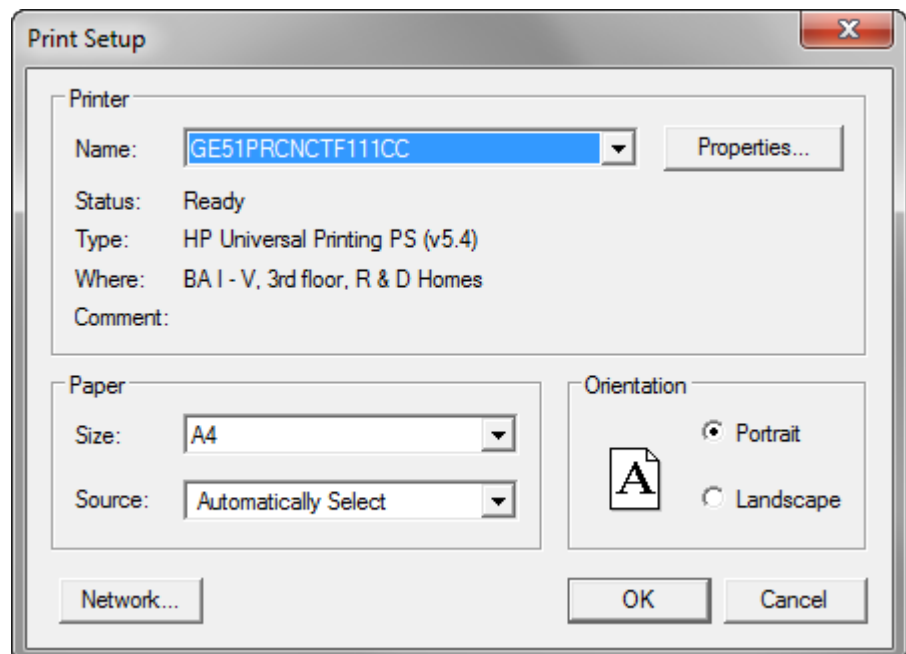 Print Setup
Printer
Name: GE51PRCNCTF111CC Properties...
Status: Ready
Type: HP Universal Printing PS (v5.4)
Where: BA I - V, 3rd floor, R & D Homes
Comment:
Paper
Size: A4
Source: Automatically Select
Orientation
A
Portrait
Landscape
Network... OK Cancel